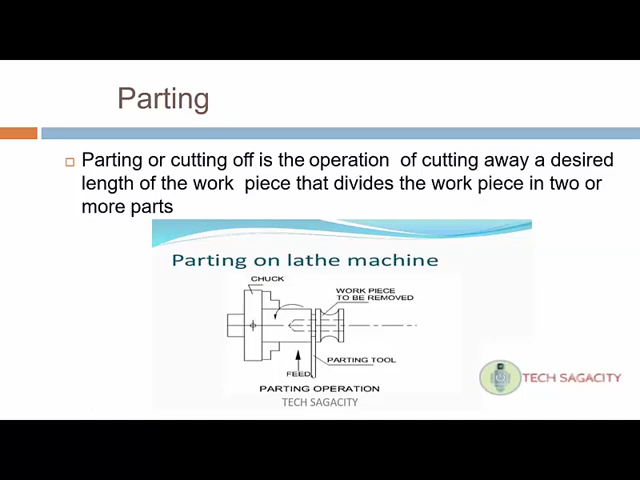 Parting
Parting or cutting off is the operation of cutting away a desired
length of the work piece that divides the work piece in two or
more parts
Parting on lathe machine
CHUCK
WORK PIECE
TO BE REMOVED
PARTING TOOL
FEED
PARTING OPERATION
TECH SAGACITY
TECH SAGACITY